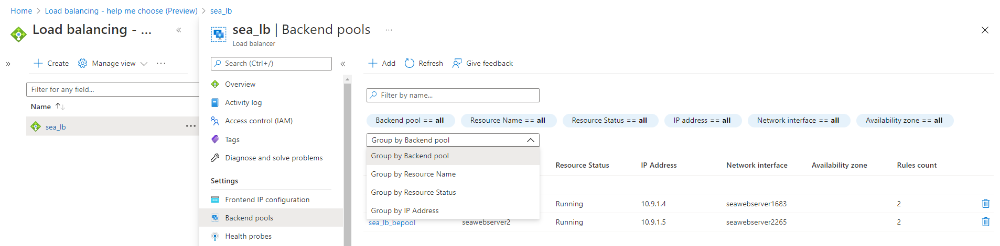 Home > Load balancing - help me choose (Preview) > sea_lb
Load balancing - ...
«
»
Create
Manage view
...
Filter for any field...
Name
sea_lb
...
sea_lb | Backend pools
...
Load balancer
Search (Ctrl+/)
«
Overview
Activity log
Access control (IAM)
Tags
Diagnose and solve problems
Settings
Frontend IP configuration
Backend pools
Health probes
Add Refresh Give feedback
Filter by name...
Backend pool == all Resource Name == all Resource Status == all IP address == all Network interface == all Availability zone == all
Group by Backend pool
Group by Backend pool
Group by Resource Name
Group by Resource Status
Group by IP Address
Resource Status IP Address Network interface Availability zone Rules count
Running 10.9.1.4 seawebserver1683 2
sea_lb_bepool seawebserver2 Running 10.9.1.5 seawebserver2265 2